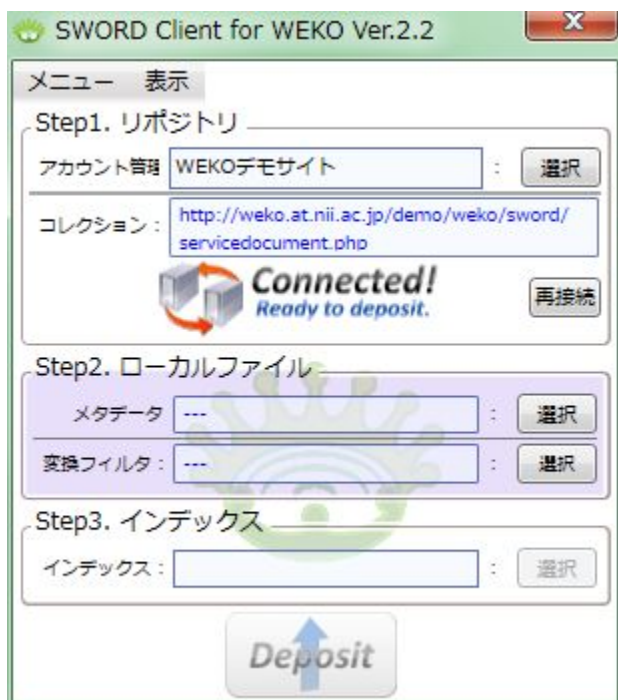 SWORD Client for WEKO Ver.2.2
メニュー 表示
Step1. リポジトリ
アカウント管理 WEKOデモサイト : 選択
コレクション : http://weko.at.nii.ac.jp/demo/weko/sword/
servicedocument.php
Connected!
Ready to deposit.
再接続
Step2. ローカルファイル
メタデータ --- : 選択
変換フィルタ : --- : 選択
Step3. インデックス
インデックス : : 選択
Deposit